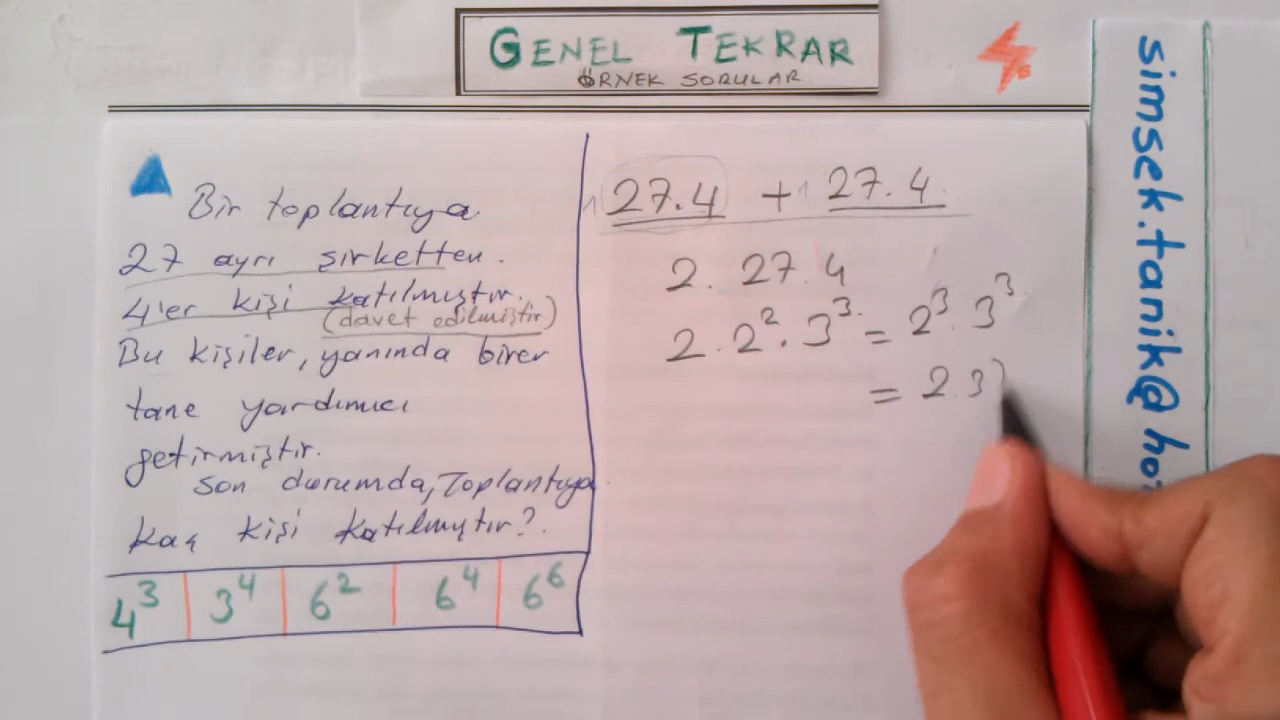 GENEL TEKRAR
ÖRNEK SORULAR
Bir toplantıya
27 ayrı şirketten.
4'er kişi katılmıştır.
(davet edilmiştir)
Bu kişiler, yanında birer
tane yardımcı
getirmiştir.
son durumda, Toplantıya
kaç kişi katılmıştır?
4³ 3⁴ 6² 6⁴ 6⁶
27.4 + 27.4
2. 27 4
2.2².3³ = 2³.3³
= 2.3
simsek.tanik@ho